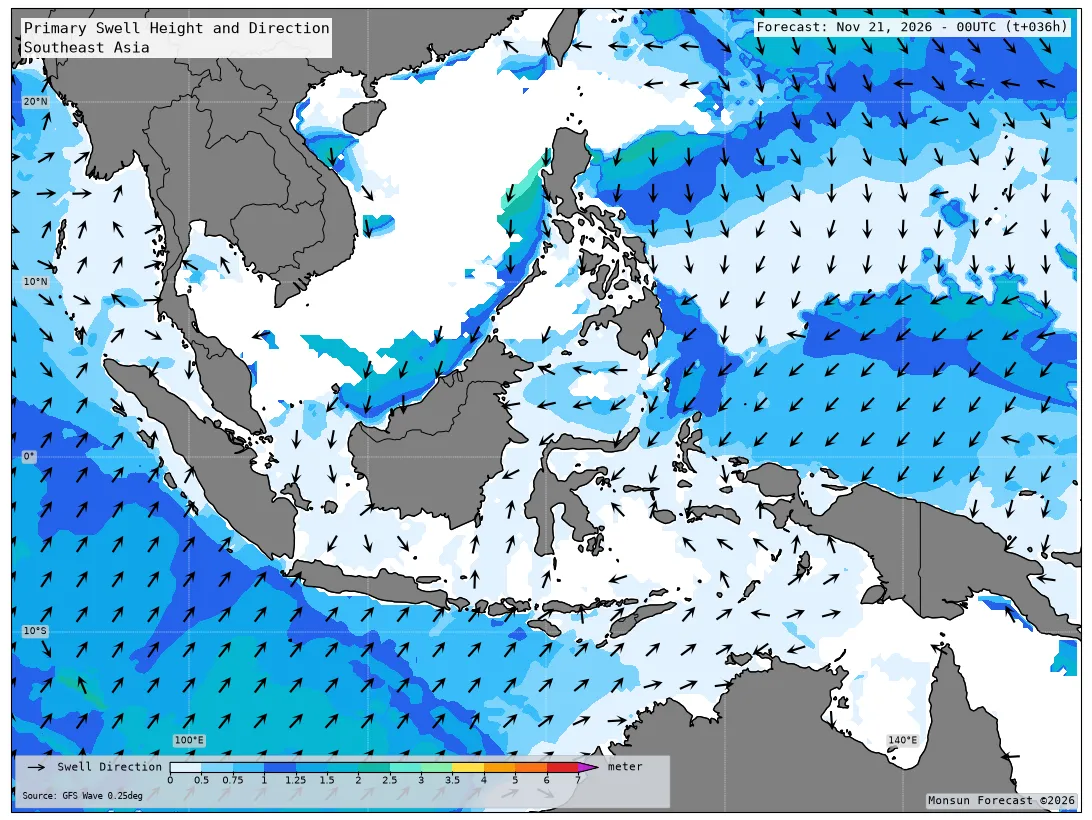 Primary Swell Height and Direction
Southeast Asia
Forecast: Nov 21, 2026 - 00UTC (t+036h)
20°N
10°N
0°
10°S
100°E
140°E
Swell Direction
0 0.5 0.75 1 1.25 1.5 2 2.5 3 3.5 4 5 6 7
meter
Source: GFS Wave 0.25deg
Monsun Forecast ©2026